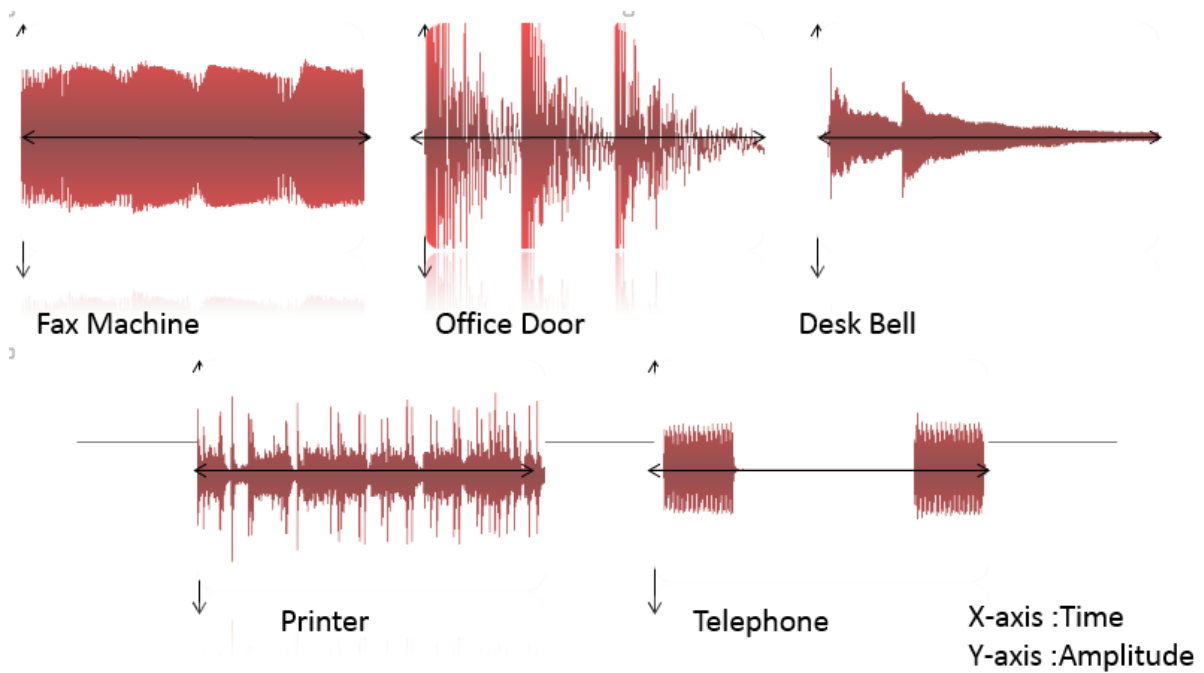 Fax Machine
Office Door
Desk Bell
Printer
Telephone
X-axis :Time
Y-axis :Amplitude